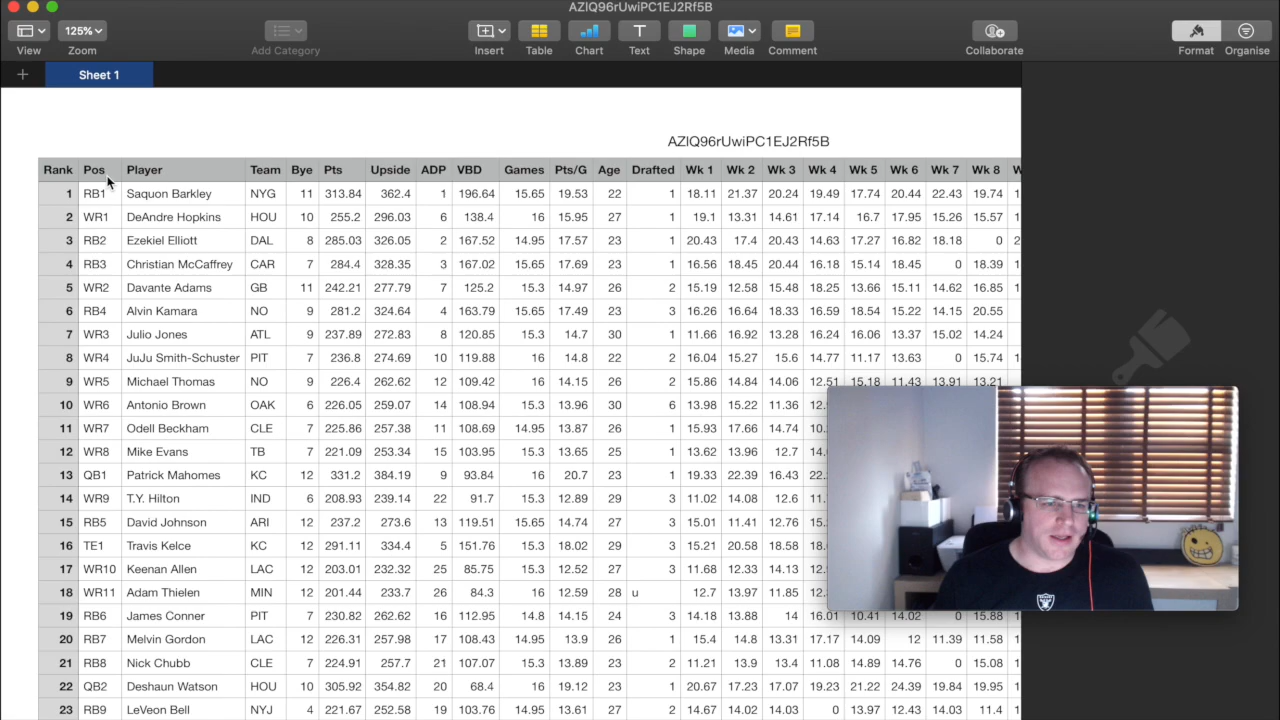 AZIQ96rUwiPC1EJ2Rf5B
125%
View Zoom Add Category Insert Table Chart Text Shape Media Comment Collaborate Format Organise
Sheet 1
AZIQ96rUwiPC1EJ2Rf5B
Rank Pos Player Team Bye Pts Upside ADP VBD Games Pts/G Age Drafted Wk 1 Wk 2 Wk 3 Wk 4 Wk 5 Wk 6 Wk 7 Wk 8
1 RB1 Saquon Barkley NYG 11 313.84 362.4 1 196.64 15.65 19.53 22 1 18.11 21.37 20.24 19.49 17.74 20.44 22.43 19.74
2 WR1 DeAndre Hopkins HOU 10 255.2 296.03 6 138.4 16 15.95 27 1 19.1 13.31 14.61 17.14 16.7 17.95 15.26 15.57
3 RB2 Ezekiel Elliott DAL 8 285.03 326.05 2 167.52 14.95 17.57 23 1 20.43 17.4 20.43 14.63 17.27 16.82 18.18 0
4 RB3 Christian McCaffrey CAR 7 284.4 328.35 3 167.02 15.65 17.69 23 1 16.56 18.45 20.44 16.18 15.14 18.45 0 18.39
5 WR2 Davante Adams GB 11 242.21 277.79 7 125.2 15.3 14.97 26 2 15.19 12.58 15.48 18.25 13.66 15.11 14.62 16.85
6 RB4 Alvin Kamara NO 9 281.2 324.64 4 163.79 15.65 17.49 23 3 16.26 16.64 18.33 16.59 18.54 15.22 14.15 20.55
7 WR3 Julio Jones ATL 9 237.89 272.83 8 120.85 15.3 14.7 30 1 11.66 16.92 13.28 16.24 16.06 13.37 15.02 14.24
8 WR4 JuJu Smith-Schuster PIT 7 236.8 274.69 10 119.88 16 14.8 22 2 16.04 15.27 15.6 14.77 11.17 13.63 0 15.74
9 WR5 Michael Thomas NO 9 226.4 262.62 12 109.42 16 14.15 26 2 15.86 14.84 14.06 12.51 15.18 11.43 13.91 13.21
10 WR6 Antonio Brown OAK 6 226.05 259.07 14 108.94 15.3 13.96 30 6 13.98 15.22 11.36
11 WR7 Odell Beckham CLE 7 225.86 257.38 11 108.69 14.95 13.87 26 1 15.93 17.66 14.74
12 WR8 Mike Evans TB 7 221.09 253.34 15 103.95 15.3 13.65 25 1 13.62 13.96 12.7
13 QB1 Patrick Mahomes KC 12 331.2 384.19 9 93.84 16 20.7 23 1 19.33 22.39 16.43
14 WR9 T.Y. Hilton IND 6 208.93 239.14 22 91.7 15.3 12.89 29 3 11.02 14.08 12.6
15 RB5 David Johnson ARI 12 237.2 273.6 13 119.51 15.65 14.74 27 3 15.01 11.41 12.76
16 TE1 Travis Kelce KC 12 291.11 334.4 5 151.76 15.3 18.02 29 3 15.21 20.58 18.58
17 WR10 Keenan Allen LAC 12 203.01 232.32 25 85.75 15.3 12.52 27 3 11.68 12.33 14.13
18 WR11 Adam Thielen MIN 12 201.44 233.7 26 84.3 16 12.59 28 u 12.7 13.97 11.85
19 RB6 James Conner PIT 7 230.82 262.62 16 112.95 14.8 14.15 24 3 14.18 13.88 14 16.01 10.41 14.02 0 15.88
20 RB7 Melvin Gordon LAC 12 226.31 257.98 17 108.43 14.95 13.9 26 1 15.4 14.8 13.31 17.17 14.09 12 11.39 11.58
21 RB8 Nick Chubb CLE 7 224.91 257.7 21 107.07 15.3 13.89 23 2 11.21 13.9 13.4 11.08 14.89 14.76 0 15.08
22 QB2 Deshaun Watson HOU 10 305.92 354.82 20 68.4 16 19.12 23 1 20.67 17.23 17.07 19.23 21.22 24.39 19.84 19.95
23 RB9 LeVeon Bell NYJ 4 221.67 252.58 19 103.76 14.95 13.61 27 2 14.67 14.02 14.03 0 13.97 12.43 14.03 11.4